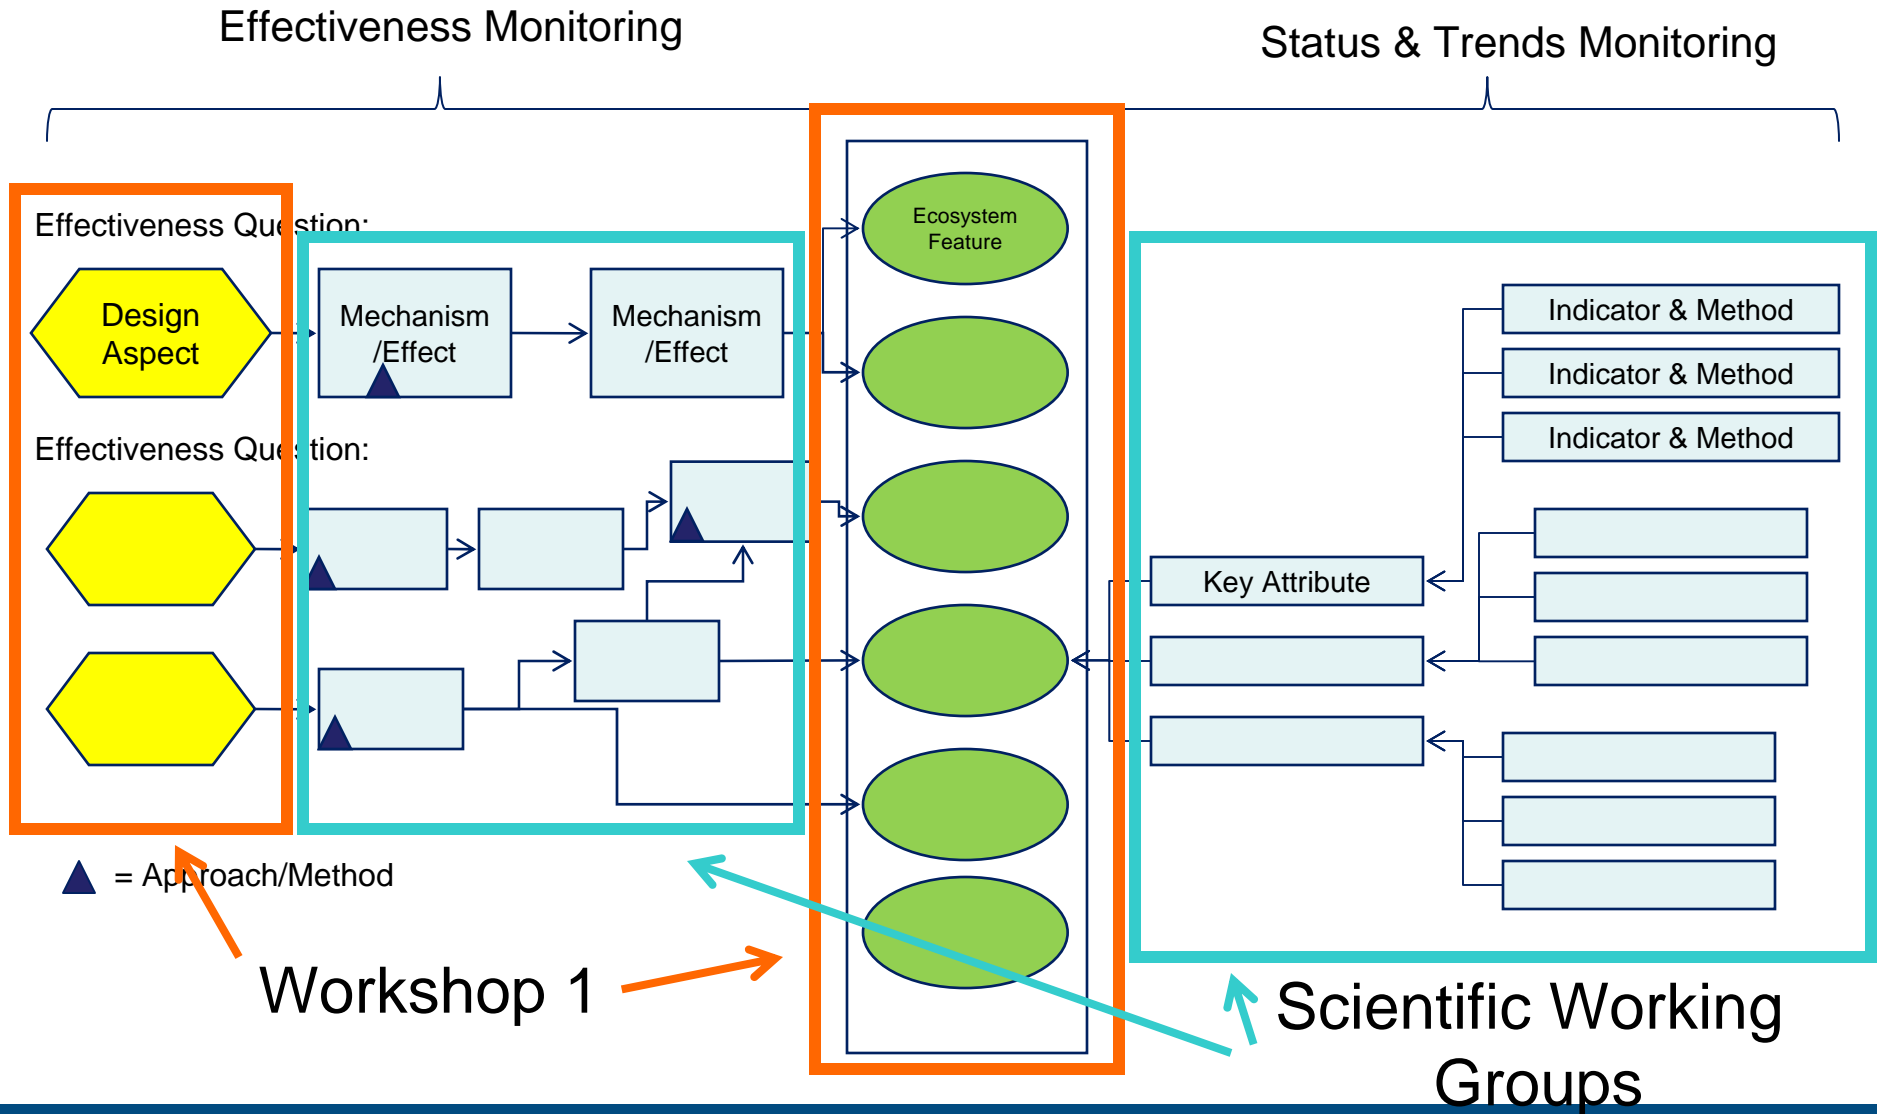 Effectiveness Monitoring
Status & Trends Monitoring
Effectiveness Question:
Design
Aspect
Mechanism
/Effect
Mechanism
/Effect
Ecosystem
Feature
Indicator & Method
Indicator & Method
Indicator & Method
Effectiveness Question:
Key Attribute
= Approach/Method
Workshop 1
Scientific Working
Groups